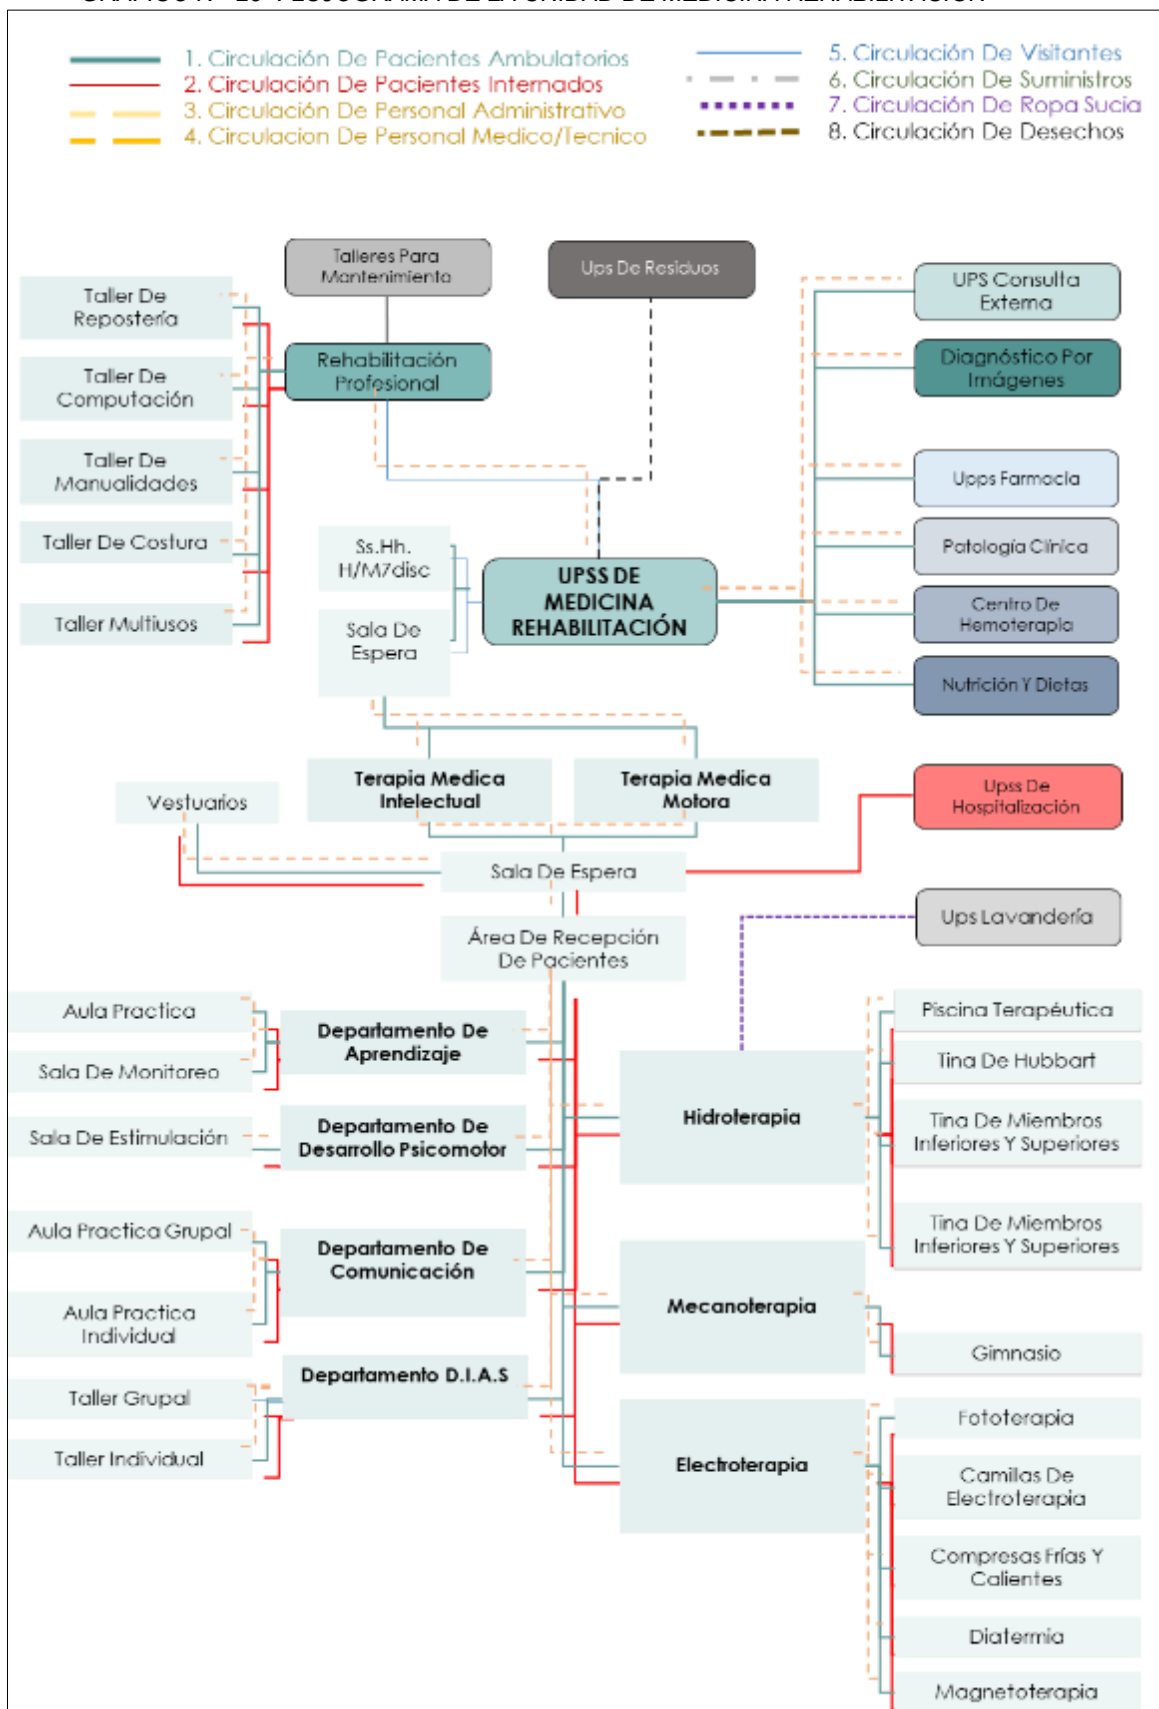 1. Circulación De Pacientes Ambulatorios
2. Circulación De Pacientes Internados
3. Circulación De Personal Administrativo
4. Circulacion De Personal Medico/Tecnico
5. Circulación De Visitantes
6. Circulación De Suministros
7. Circulación De Ropa Sucia
8. Circulación De Desechos
Talleres Para
Mantenimiento
Ups De Residuos
Taller De
Repostería
Taller De
Computación
Taller De
Manualidades
Taller De Costura
Taller Multiusos
Rehabilitación
Profesional
UPS Consulta
Externa
Diagnóstico Por
Imágenes
Upps Farmacia
Patología Clínica
Centro De
Hemoterapia
Nutrición Y Dietas
Ss.Hh.
H/M7disc
Sala De
Espera
UPSS DE
MEDICINA
REHABILITACIÓN
Terapia Medica
Intelectual
Terapia Medica
Motora
Vestuarios
Upss De
Hospitalización
Sala De Espera
Ups Lavandería
Área De Recepción
De Pacientes
Aula Practica
Sala De Monitoreo
Departamento De
Aprendizaje
Sala De Estimulación
Departamento De
Desarrollo Psicomotor
Aula Practica Grupal
Aula Practica
Individual
Departamento De
Comunicación
Taller Grupal
Taller Individual
Departamento D.I.A.S
Hidroterapia
Piscina Terapéutica
Tina De Hubbart
Tina De Miembros
Inferiores Y Superiores
Tina De Miembros
Inferiores Y Superiores
Mecanoterapia
Gimnasio
Electroterapia
Fototerapia
Camillas De
Electroterapia
Compresas Frías Y
Calientes
Diatermia
Magnetoterapia